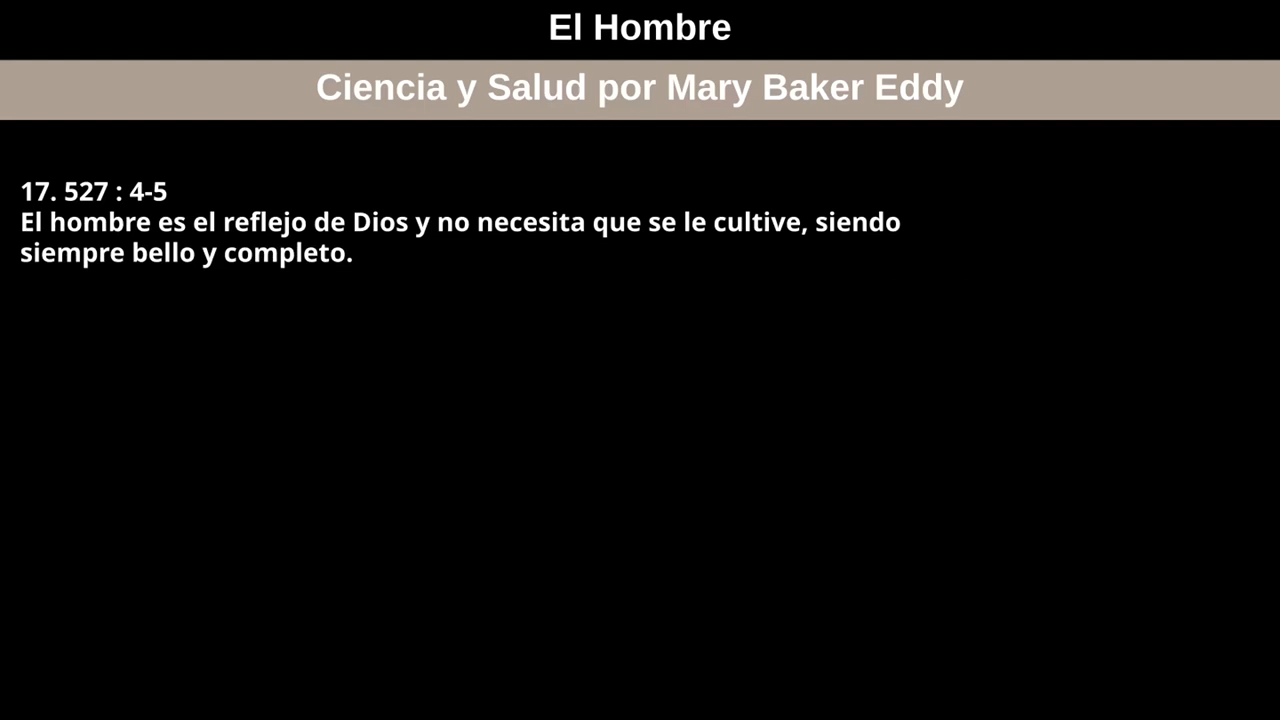 El Hombre
Ciencia y Salud por Mary Baker Eddy
17. 527 : 4-5
El hombre es el reflejo de Dios y no necesita que se le cultive, siendo
siempre bello y completo.